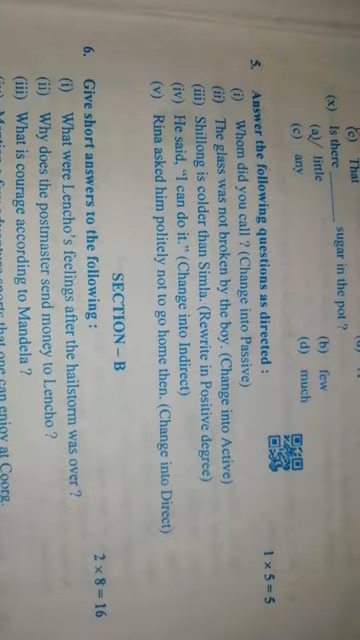 (c) That
(x) Is there ______ sugar in the pot ?
(a) little (b) few
(c) any (d) much
5. Answer the following questions as directed : 1 x 5 = 5
(i) Whom did you call ? (Change into Passive)
(ii) The glass was not broken by the boy. (Change into Active)
(iii) Shillong is colder than Simla. (Rewrite in Positive degree)
(iv) He said, "I can do it." (Change into Indirect)
(v) Rina asked him politely not to go home then. (Change into Direct)
SECTION – B
6. Give short answers to the following : 2 x 8 = 16
(i) What were Lencho's feelings after the hailstorm was over ?
(ii) Why does the postmaster send money to Lencho ?
(iii) What is courage according to Mandela ?
sports that one can enjoy at Coorg.